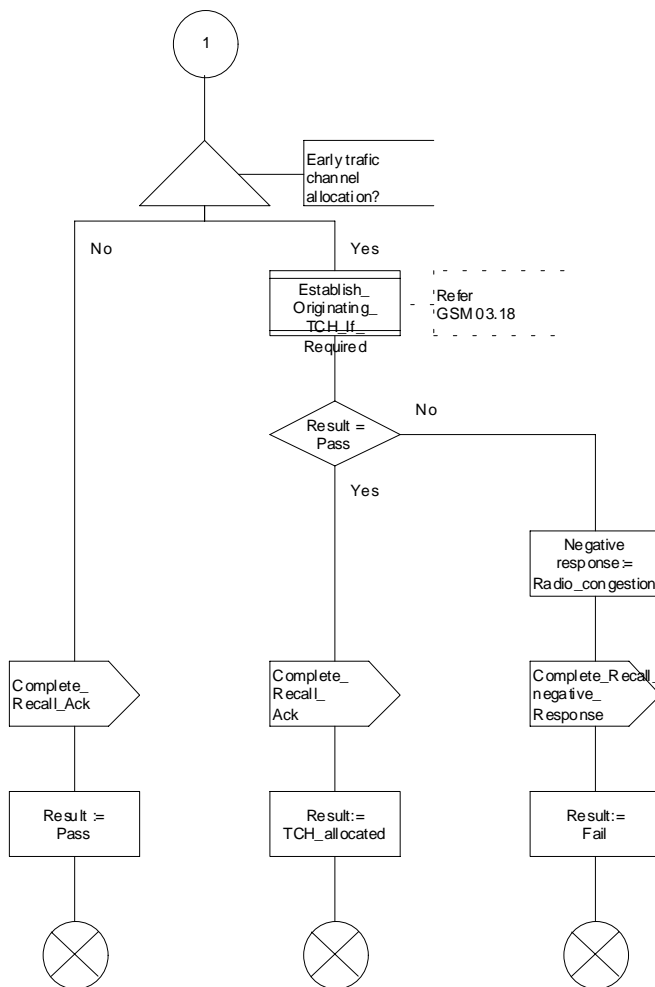 1
Early trafic
channel
allocation?
No
Yes
Establish_
Originating_
TCH_If_
Required
Refer
GSM 03.18
Result =
Pass
No
Yes
Negative
response:=
Radio_congestion
Complete_
Recall_Ack
Complete_
Recall_
Ack
Complete_Recall_
negative_
Response
Result :=
Pass
Result:=
TCH_allocated
Result:=
Fail